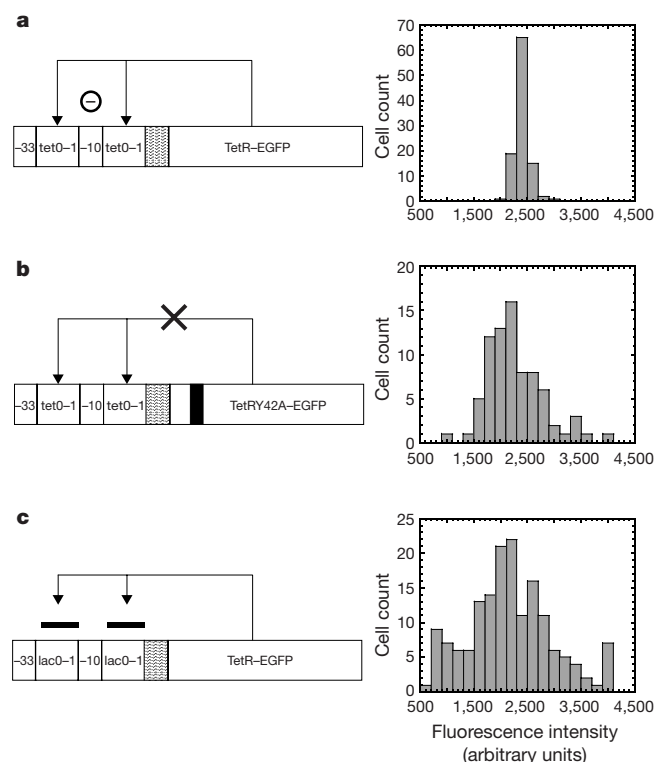 a
70
60
50
40
30
20
10
0
Cell count
500 1,500 2,500 3,500 4,500
−
−33 tet0−1 −10 tet0−1 TetR−EGFP
b
20
15
10
5
0
Cell count
500 1,500 2,500 3,500 4,500
−33 tet0−1 −10 tet0−1 TetRY42A−EGFP
c
25
20
15
10
5
0
Cell count
500 1,500 2,500 3,500 4,500
−33 lac0−1 −10 lac0−1 TetR−EGFP
Fluorescence intensity
(arbitrary units)